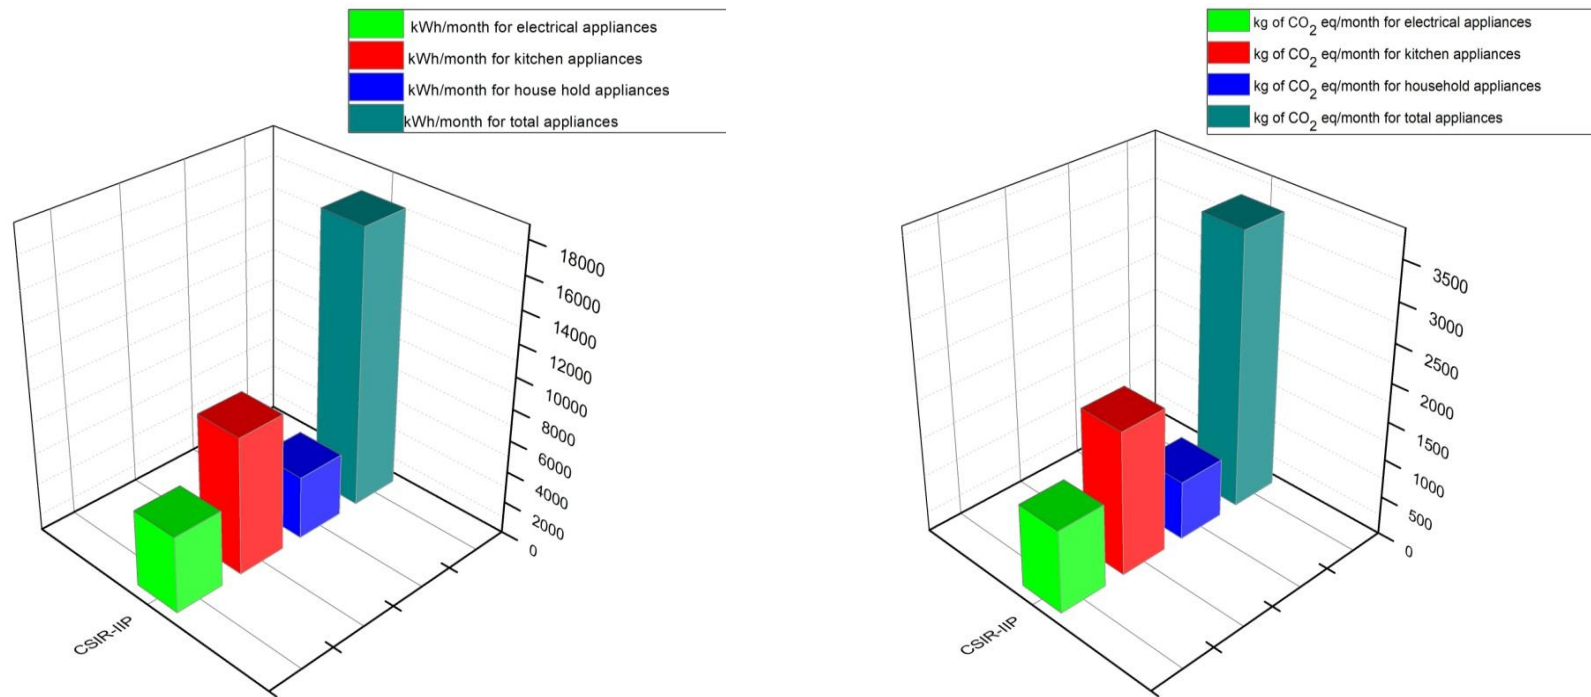 kWh/month for electrical appliances
kWh/month for kitchen appliances
kWh/month for house hold appliances
kWh/month for total appliances
18000
16000
14000
12000
10000
8000
6000
4000
2000
0
CSIR-IIP
kg of CO2 eq/month for electrical appliances
kg of CO2 eq/month for kitchen appliances
kg of CO2 eq/month for household appliances
kg of CO2 eq/month for total appliances
3500
3000
2500
2000
1500
1000
500
0
CSIR-IIP